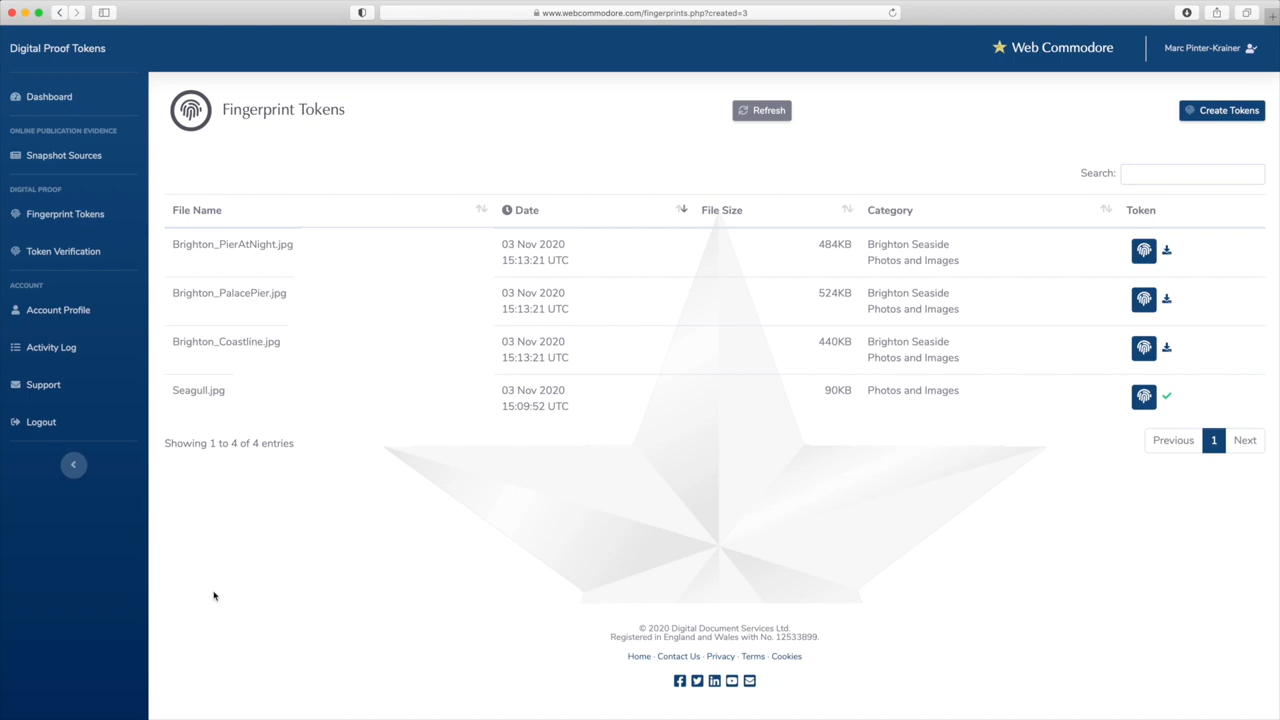 www.webcommodore.com/fingerprints.php?created=3
Digital Proof Tokens
Web Commodore
Marc Pinter-Krainer
Dashboard
ONLINE PUBLICATION EVIDENCE
Snapshot Sources
DIGITAL PROOF
Fingerprint Tokens
Token Verification
ACCOUNT
Account Profile
Activity Log
Support
Logout
Fingerprint Tokens
Refresh
Create Tokens
Search:
File Name Date File Size Category Token
Brighton_PierAtNight.jpg 03 Nov 2020 484KB Brighton Seaside
15:13:21 UTC Photos and Images
Brighton_PalacePier.jpg 03 Nov 2020 524KB Brighton Seaside
15:13:21 UTC Photos and Images
Brighton_Coastline.jpg 03 Nov 2020 440KB Brighton Seaside
15:13:21 UTC Photos and Images
Seagull.jpg 03 Nov 2020 90KB Photos and Images
15:09:52 UTC
Showing 1 to 4 of 4 entries
Previous 1 Next
© 2020 Digital Document Services Ltd.
Registered in England and Wales with No. 12533899.
Home · Contact Us · Privacy · Terms · Cookies